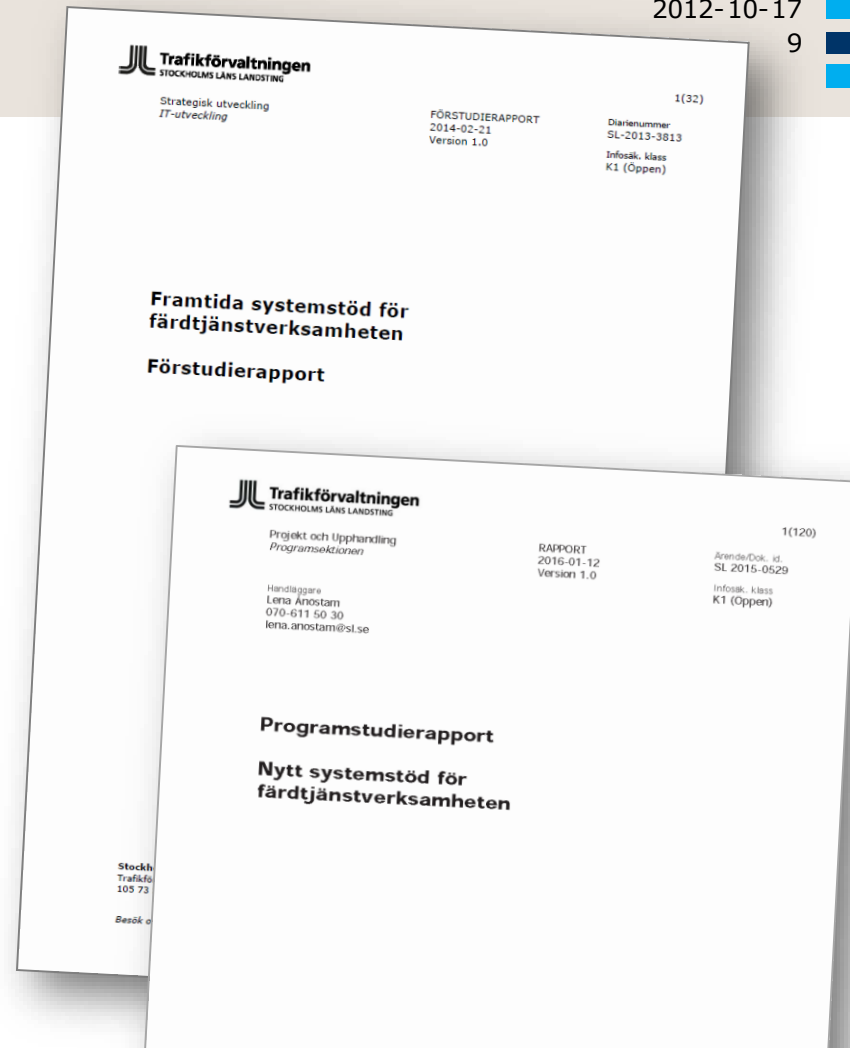 2012-10-17
9
Trafikförvaltningen
STOCKHOLMS LÄNS LANDSTING
1(32)
Strategisk utveckling
IT-utveckling
FÖRSTUDIERAPPORT
2014-02-21
Version 1.0
Diarienummer
SL-2013-3813
Infosäk. klass
K1 (Öppen)
Framtida systemstöd för
färdtjänstverksamheten
Förstudierapport
Stockh
Trafikfö
105 73
Besök o
Trafikförvaltningen
STOCKHOLMS LÄNS LANDSTING
1(120)
Projekt och Upphandling
Programsektionen
RAPPORT
2016-01-12
Version 1.0
Ärende/Dok. id.
SL 2015-0529
Infosäk. klass
K1 (Öppen)
Handläggare
Lena Ånostam
070-611 50 30
lena.anostam@sl.se
Programstudierapport
Nytt systemstöd för
färdtjänstverksamheten